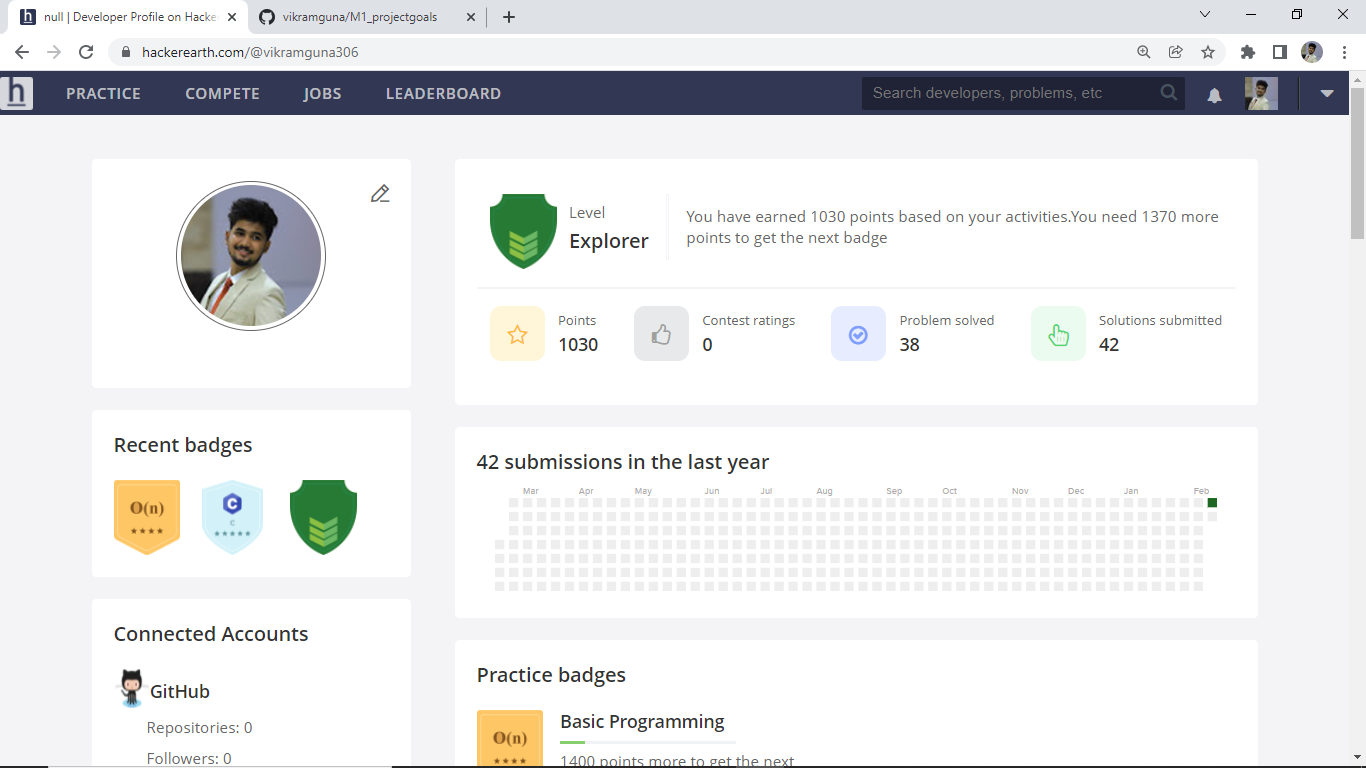 null | Developer Profile on Hacke
vikramguna/M1_projectgoals
hackerearth.com/@vikramguna306
h
PRACTICE
COMPETE
JOBS
LEADERBOARD
Search developers, problems, etc
Level
Explorer
You have earned 1030 points based on your activities.You need 1370 more
points to get the next badge
Points
1030
Contest ratings
0
Problem solved
38
Solutions submitted
42
Recent badges
O(n)
C
C
42 submissions in the last year
Mar Apr May Jun Jul Aug Sep Oct Nov Dec Jan Feb
Connected Accounts
GitHub
Repositories: 0
Followers: 0
Practice badges
O(n)
Basic Programming
1400 points more to get the next